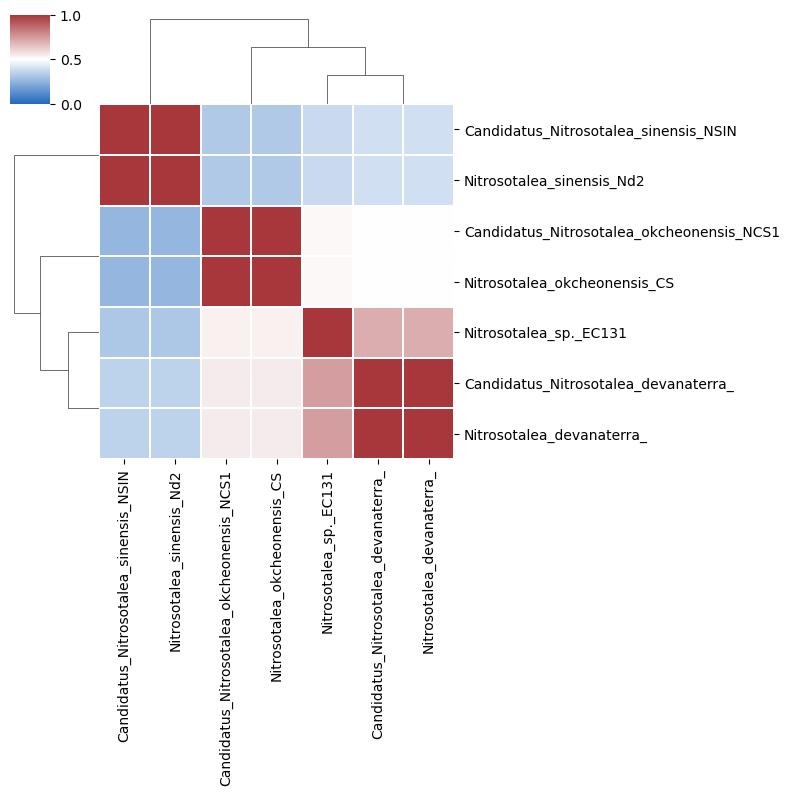 1.0
0.5
0.0
Candidatus_Nitrosotalea_sinensis_NSIN
Nitrosotalea_sinensis_Nd2
Candidatus_Nitrosotalea_okcheonensis_NCS1
Nitrosotalea_okcheonensis_CS
Nitrosotalea_sp._EC131
Candidatus_Nitrosotalea_devanaterra_
Nitrosotalea_devanaterra_
Candidatus_Nitrosotalea_sinensis_NSIN
Nitrosotalea_sinensis_Nd2
Candidatus_Nitrosotalea_okcheonensis_NCS1
Nitrosotalea_okcheonensis_CS
Nitrosotalea_sp._EC131
Candidatus_Nitrosotalea_devanaterra_
Nitrosotalea_devanaterra_